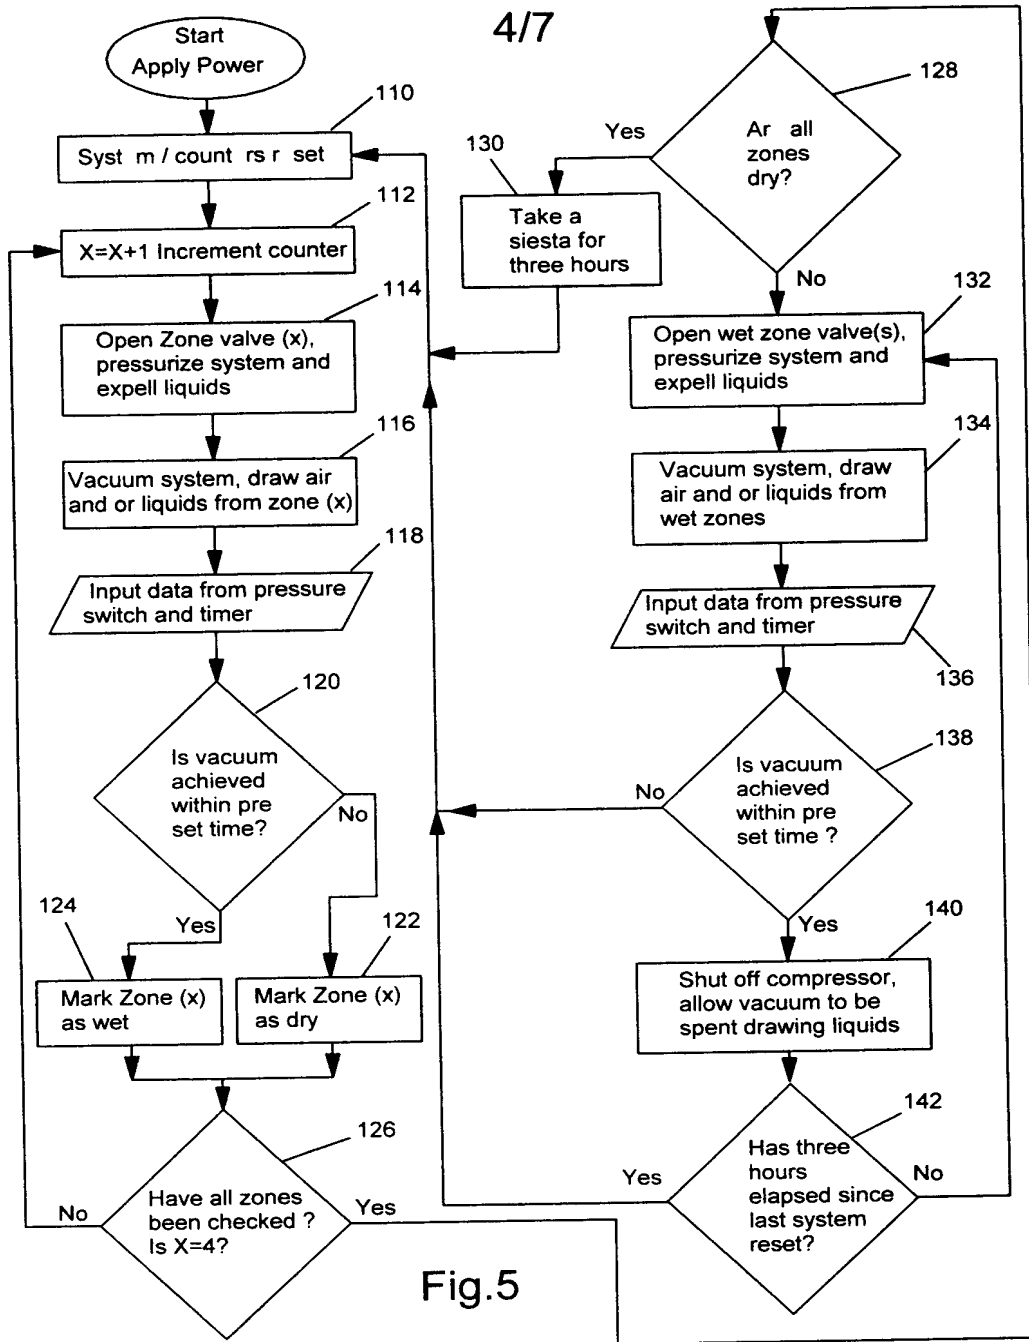 4/7
Start
Apply Power
110
Syst m / count rs r set
112
X=X+1 Increment counter
114
Open Zone valve (x),
pressurize system and
expell liquids
116
Vacuum system, draw air
and or liquids from zone (x)
118
Input data from pressure
switch and timer
120
Is vacuum
achieved
within pre
set time?
No
Yes
124
Mark Zone (x)
as wet
122
Mark Zone (x)
as dry
126
Have all zones
been checked ?
Is X=4?
No
Yes
128
Ar all
zones
dry?
Yes
No
130
Take a
siesta for
three hours
132
Open wet zone valve(s),
pressurize system and
expell liquids
134
Vacuum system, draw
air and or liquids from
wet zones
Input data from pressure
switch and timer
136
138
Is vacuum
achieved
within pre
set time ?
No
Yes
140
Shut off compressor,
allow vacuum to be
spent drawing liquids
142
Has three
hours
elapsed since
last system
reset?
Yes
No
Fig.5